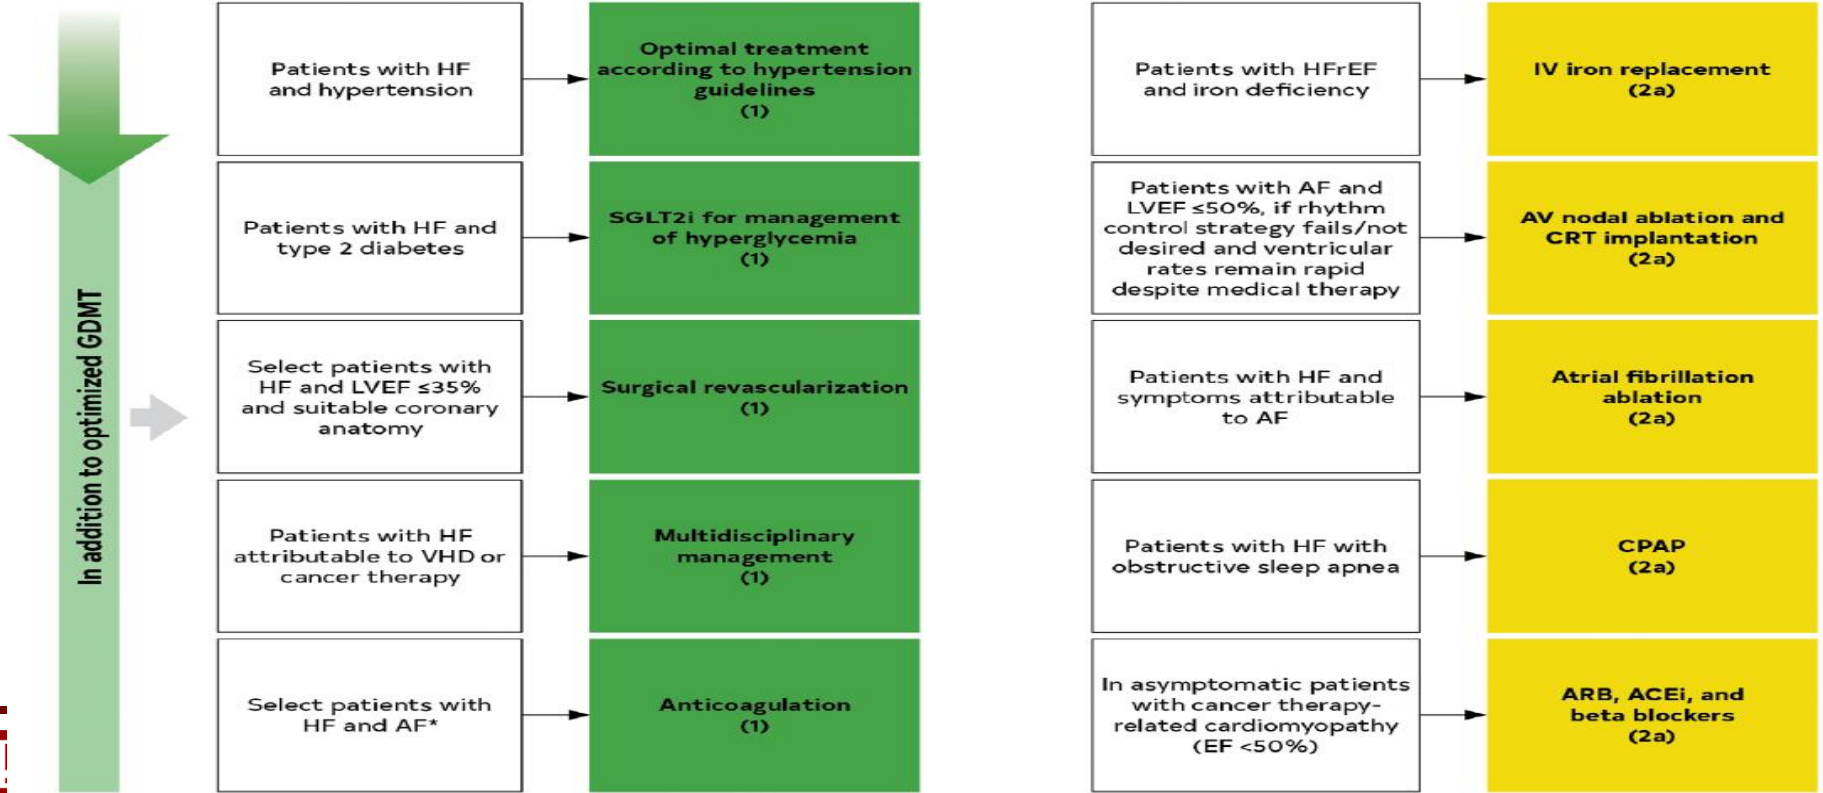 In addition to optimized GDMT
Patients with HF
and hypertension
Optimal treatment
according to hypertension
guidelines
(1)
Patients with HF and
type 2 diabetes
SGLT2i for management
of hyperglycemia
(1)
Select patients with
HF and LVEF ≤35%
and suitable coronary
anatomy
Surgical revascularization
(1)
Patients with HF
attributable to VHD or
cancer therapy
Multidisciplinary
management
(1)
Select patients with
HF and AF*
Anticoagulation
(1)
Patients with HFrEF
and iron deficiency
IV iron replacement
(2a)
Patients with AF and
LVEF ≤50%, if rhythm
control strategy fails/not
desired and ventricular
rates remain rapid
despite medical therapy
AV nodal ablation and
CRT implantation
(2a)
Patients with HF and
symptoms attributable
to AF
Atrial fibrillation
ablation
(2a)
Patients with HF with
obstructive sleep apnea
CPAP
(2a)
In asymptomatic patients
with cancer therapy-
related cardiomyopathy
(EF <50%)
ARB, ACEi, and
beta blockers
(2a)